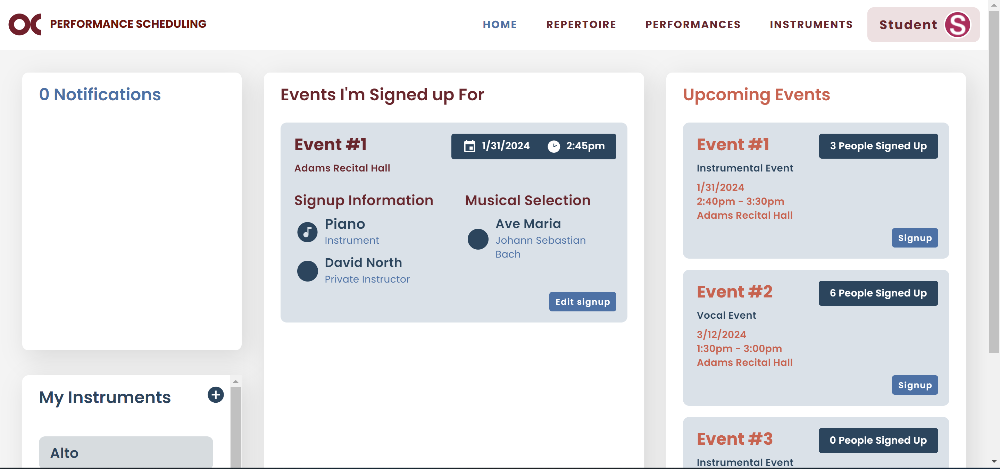 OC PERFORMANCE SCHEDULING
HOME REPERTOIRE PERFORMANCES INSTRUMENTS Student S
0 Notifications
My Instruments
Alto
Events I'm Signed up For
Event #1
1/31/2024 2:45pm
Adams Recital Hall
Signup Information
Piano
Instrument
David North
Private Instructor
Musical Selection
Ave Maria
Johann Sebastian
Bach
Edit signup
Upcoming Events
Event #1
3 People Signed Up
Instrumental Event
1/31/2024
2:40pm - 3:30pm
Adams Recital Hall
Signup
Event #2
6 People Signed Up
Vocal Event
3/12/2024
1:30pm - 3:00pm
Adams Recital Hall
Signup
Event #3
0 People Signed Up
Instrumental Event